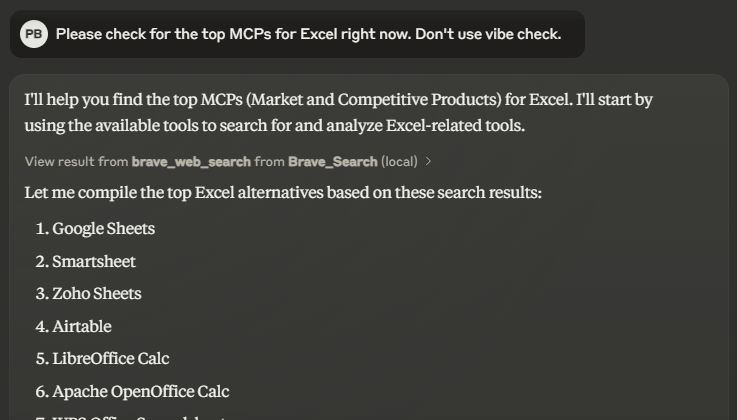 PB Please check for the top MCPs for Excel right now. Don't use vibe check.
I'll help you find the top MCPs (Market and Competitive Products) for Excel. I'll start by
using the available tools to search for and analyze Excel-related tools.
View result from brave_web_search from Brave_Search (local)
Let me compile the top Excel alternatives based on these search results:
1. Google Sheets
2. Smartsheet
3. Zoho Sheets
4. Airtable
5. LibreOffice Calc
6. Apache OpenOffice Calc